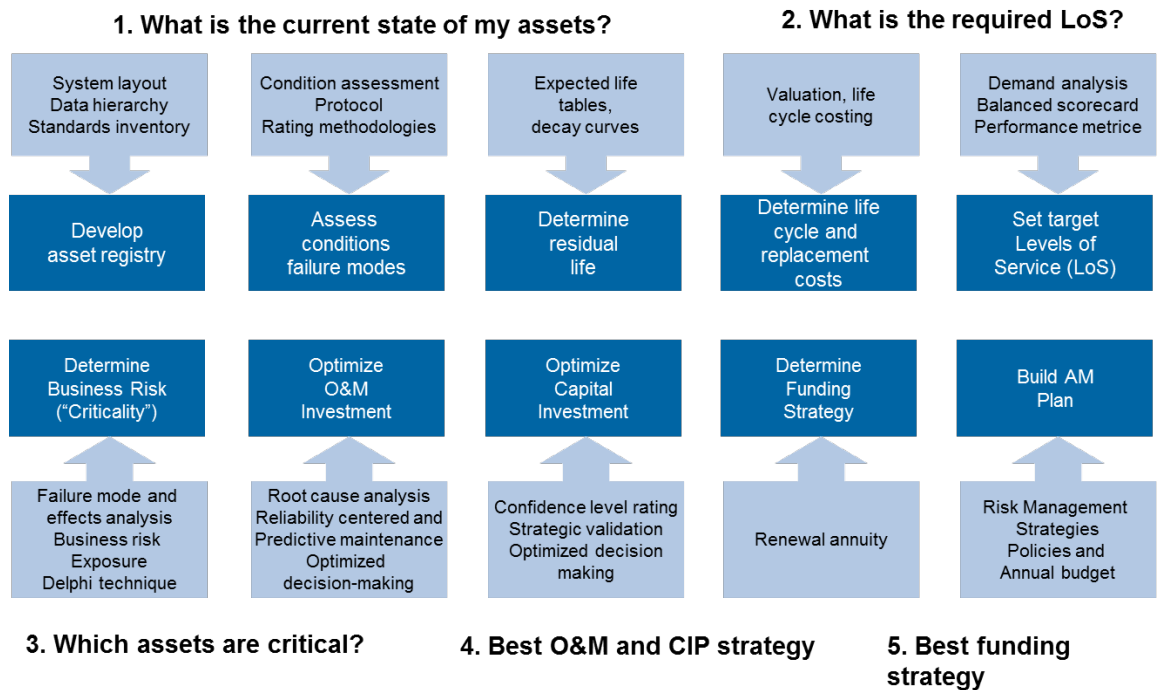 1. What is the current state of my assets?
2. What is the required LoS?
System layout
Data hierarchy
Standards inventory
Condition assessment
Protocol
Rating methodologies
Expected life
tables,
decay curves
Valuation, life
cycle costing
Demand analysis
Balanced scorecard
Performance metrice
Develop
asset registry
Assess
conditions
failure modes
Determine
residual
life
Determine life
cycle and
replacement
costs
Set target
Levels of
Service (LoS)
Determine
Business Risk
(“Criticality”)
Optimize
O&M
Investment
Optimize
Capital
Investment
Determine
Funding
Strategy
Build AM
Plan
Failure mode and
effects analysis
Business risk
Exposure
Delphi technique
Root cause analysis
Reliability centered and
Predictive maintenance
Optimized
decision-making
Confidence level rating
Strategic validation
Optimized decision
making
Renewal annuity
Risk Management
Strategies
Policies and
Annual budget
3. Which assets are critical?
4. Best O&M and CIP strategy
5. Best funding
strategy